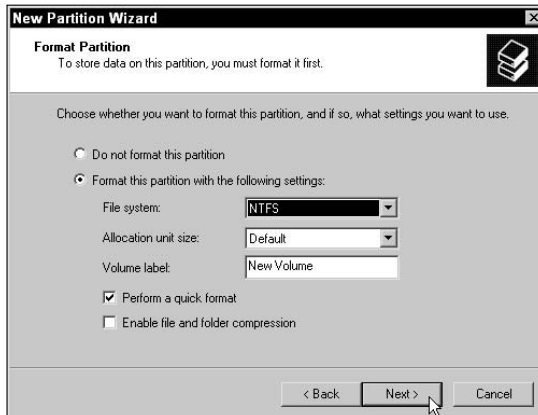 New Partition Wizard
Format Partition
To store data on this partition, you must format it first.
Choose whether you want to format this partition, and if so, what settings you want to use.
Do not format this partition
Format this partition with the following settings:
File system: NTFS
Allocation unit size: Default
Volume label: New Volume
Perform a quick format
Enable file and folder compression
< Back Next > Cancel